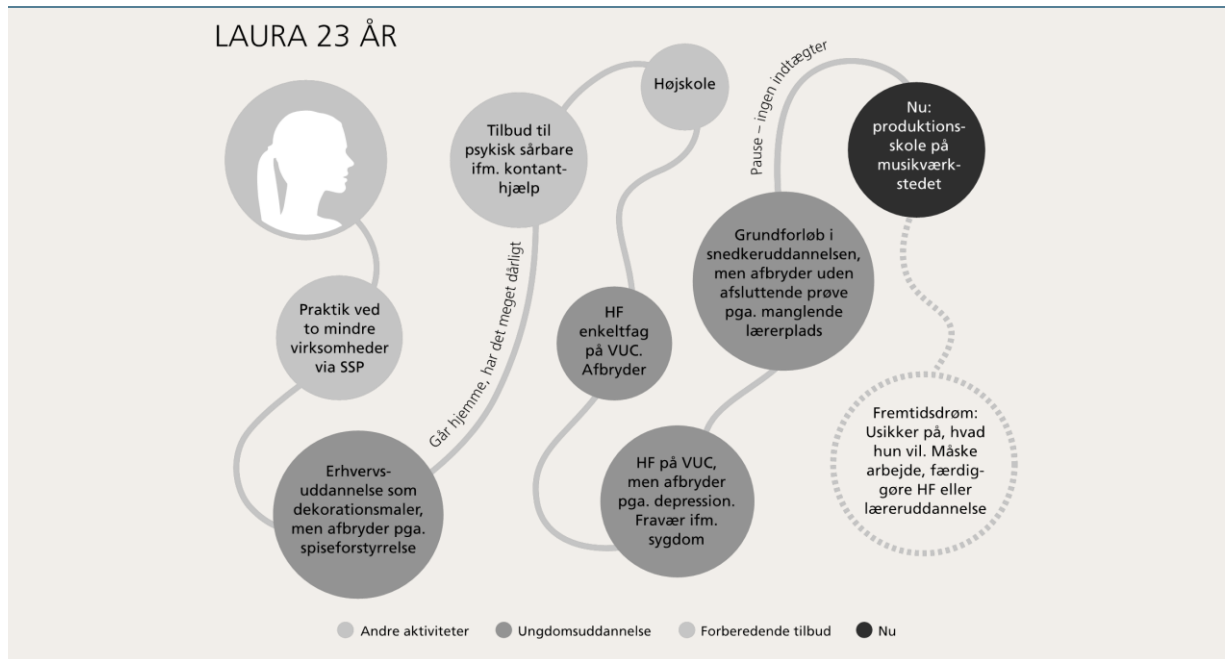 LAURA 23 ÅR
Praktik ved
to mindre
virksomheder
via SSP
Erhvervs-
uddannelse som
dekorationsmaler,
men afbryder pga.
spiseforstyrrelse
Går hjemme, har det meget dårligt
Tilbud til
psykisk sårbare
ifm. kontant-
hjælp
Højskole
HF
enkeltfag
på VUC.
Afbryder
HF på VUC,
men afbryder
pga. depression.
Fravær ifm.
sygdom
Grundforløb i
snedkeruddannelsen,
men afbryder uden
afsluttende prøve
pga. manglende
lærerplads
Pause – ingen indtægter
Nu:
produktions-
skole på
musikværk-
stedet
Fremtidsdrøm:
Usikker på, hvad
hun vil. Måske
arbejde, færdig-
gøre HF eller
læreruddannelse
Andre aktiviteter
Ungdomsuddannelse
Forberedende tilbud
Nu